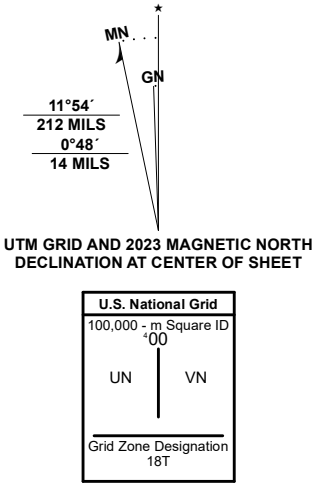 ★
MN
GN
11°54´
212 MILS
0°48´
14 MILS
UTM GRID AND 2023 MAGNETIC NORTH
DECLINATION AT CENTER OF SHEET
U.S. National Grid
100,000 - m Square ID
⁴00
UN VN
Grid Zone Designation
18T